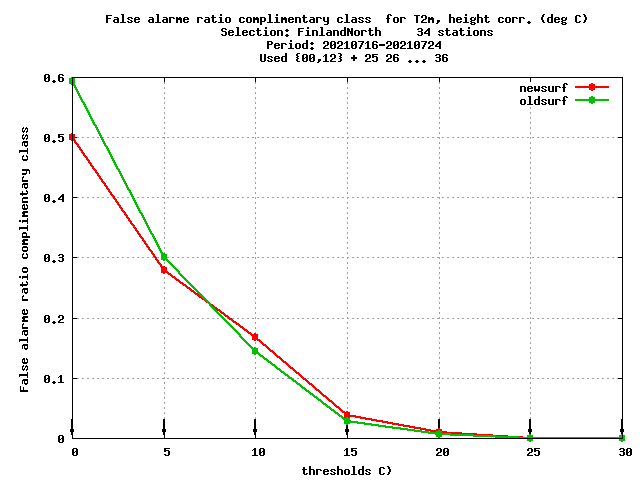 False alarme ratio complimentary class  for T2m, height corr. (deg C)
Selection: FinlandNorth     34 stations
Period: 20210716-20210724
Used {00,12} + 25 26 ... 36
newsurf
oldsurf
False alarme ratio complimentary class
0.6
0.5
0.4
0.3
0.2
0.1
0
0 5 10 15 20 25 30
thresholds C)